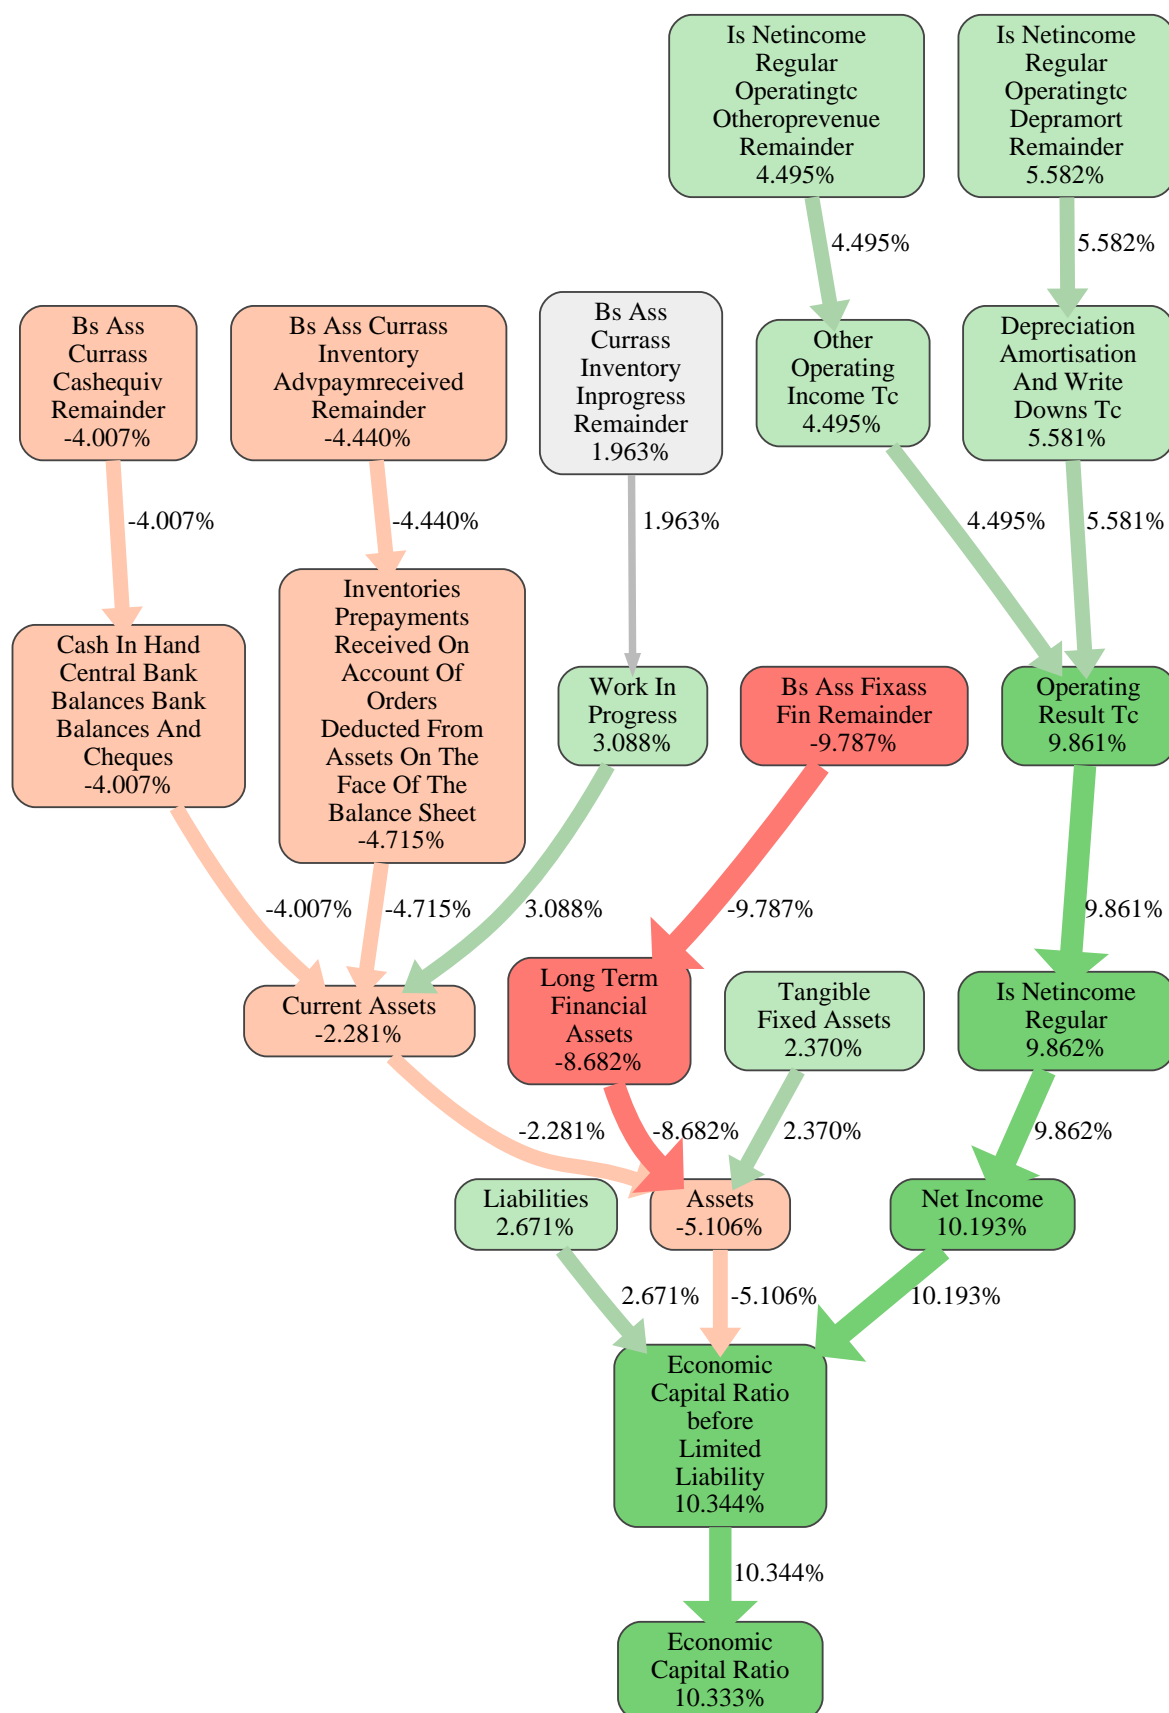 Is Netincome
Regular
Operatingtc
Otheroprevenue
Remainder
4.495%
Is Netincome
Regular
Operatingtc
Depramort
Remainder
5.582%
4.495%
5.582%
Bs Ass
Currass
Cashequiv
Remainder
-4.007%
Bs Ass Currass
Inventory
Advpaymreceived
Remainder
-4.440%
Bs Ass
Currass
Inventory
Inprogress
Remainder
1.963%
Other
Operating
Income Tc
4.495%
Depreciation
Amortisation
And Write
Downs Tc
5.581%
-4.007%
-4.440%
1.963%
4.495%
5.581%
Cash In Hand
Central Bank
Balances Bank
Balances And
Cheques
-4.007%
Inventories
Prepayments
Received On
Account Of
Orders
Deducted From
Assets On The
Face Of The
Balance Sheet
-4.715%
Work In
Progress
3.088%
Bs Ass Fixass
Fin Remainder
-9.787%
Operating
Result Tc
9.861%
-4.007%
-4.715%
3.088%
-9.787%
9.861%
Current Assets
-2.281%
Long Term
Financial
Assets
-8.682%
Tangible
Fixed Assets
2.370%
Is Netincome
Regular
9.862%
-2.281%
-8.682%
2.370%
9.862%
Liabilities
2.671%
Assets
-5.106%
Net Income
10.193%
2.671%
-5.106%
10.193%
Economic
Capital Ratio
before
Limited
Liability
10.344%
10.344%
Economic
Capital Ratio
10.333%